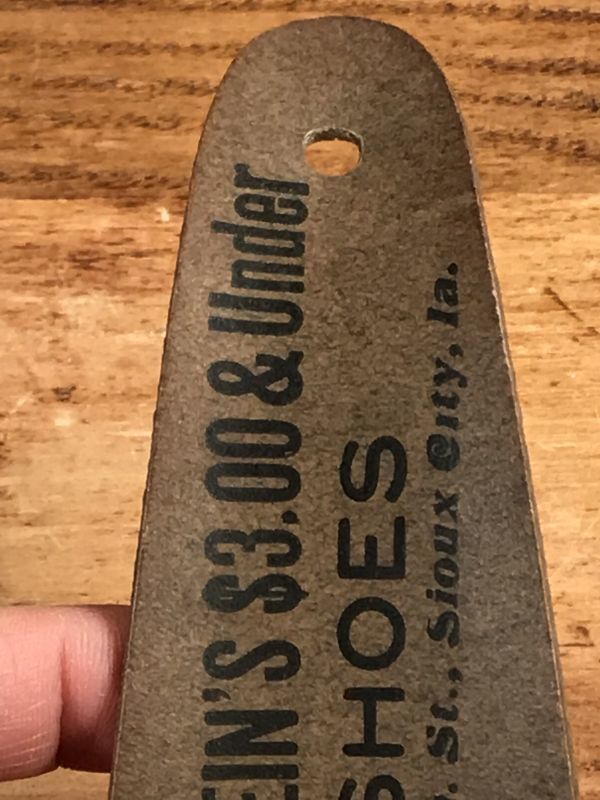 EIN'S $3.00 & Under
SHOES
St., Sioux City, Ia.